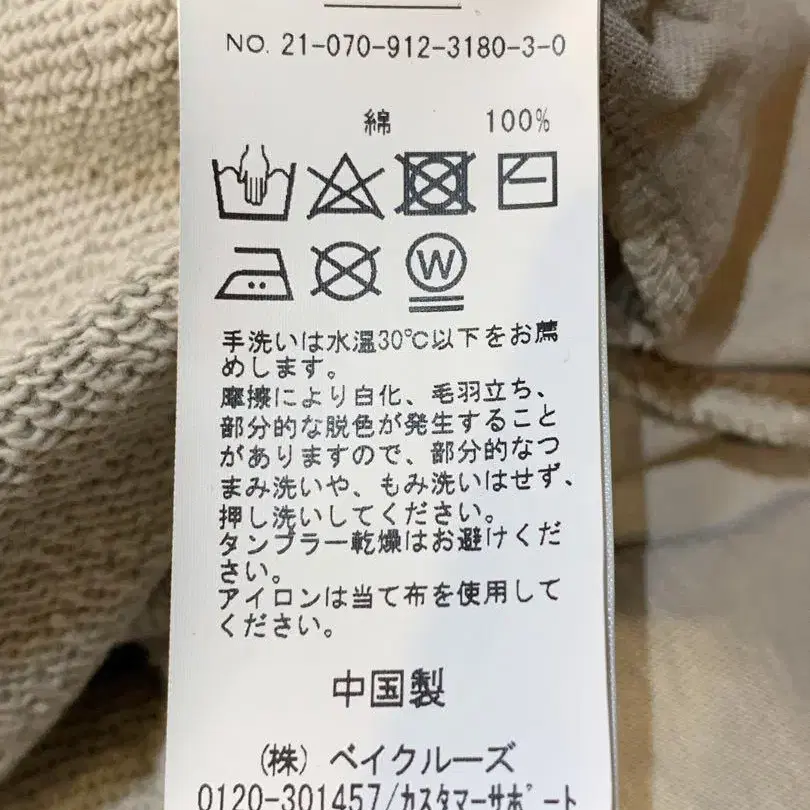 NO. 21-070-912-3180-3-0
綿 100%
W
手洗いは水温30℃以下をお薦
めします。
摩擦により白化、毛羽立ち、
部分的な脱色が発生すること
がありますので、部分的なつ
まみ洗いや、もみ洗いはせず、
押し洗いしてください。
タンブラー乾燥はお避けくだ
さい。
アイロンは当て布を使用して
ください。
中国製
(株) ベイクルーズ
0120-301457/カスタマーサポート